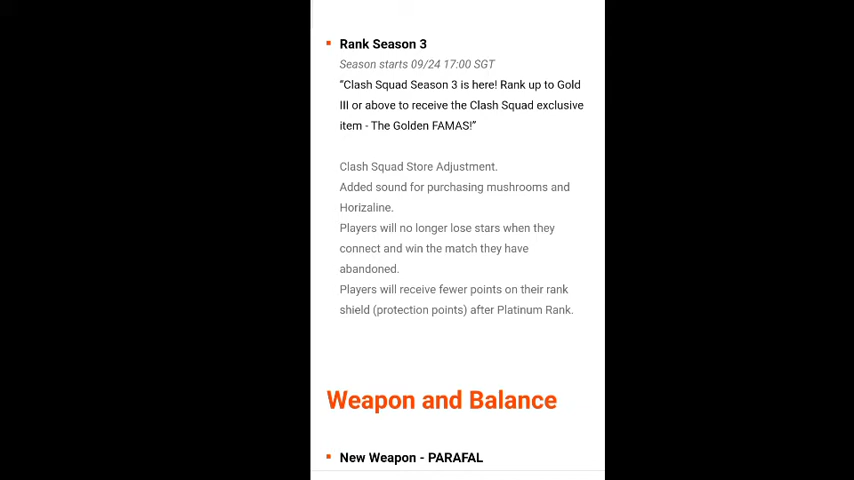 Rank Season 3
Season starts 09/24 17:00 SGT
“Clash Squad Season 3 is here! Rank up to Gold
III or above to receive the Clash Squad exclusive
item - The Golden FAMAS!”
Clash Squad Store Adjustment.
Added sound for purchasing mushrooms and
Horizaline.
Players will no longer lose stars when they
connect and win the match they have
abandoned.
Players will receive fewer points on their rank
shield (protection points) after Platinum Rank.
Weapon and Balance
New Weapon - PARAFAL